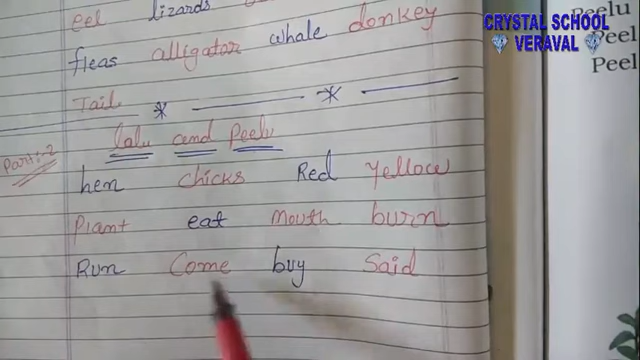 eel lizards
fleas alligator whale donkey
Tail
Part:-2
lalu and Peelu
hen chicks Red Yellow
Plant eat Mouth burn
Run Come buy Said
CRYSTAL SCHOOL
VERAVAL
Peelu
Peel
Peel